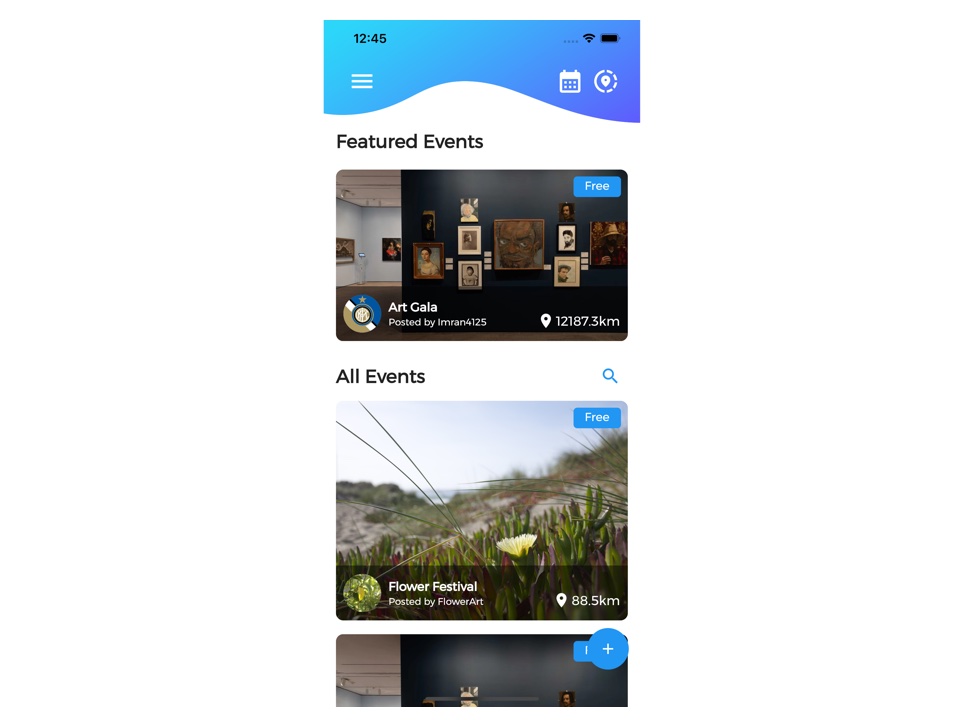 12:45
Featured Events
Free
Art Gala
Posted by Imran4125
12187.3km
All Events
Free
Flower Festival
Posted by FlowerArt
88.5km
+